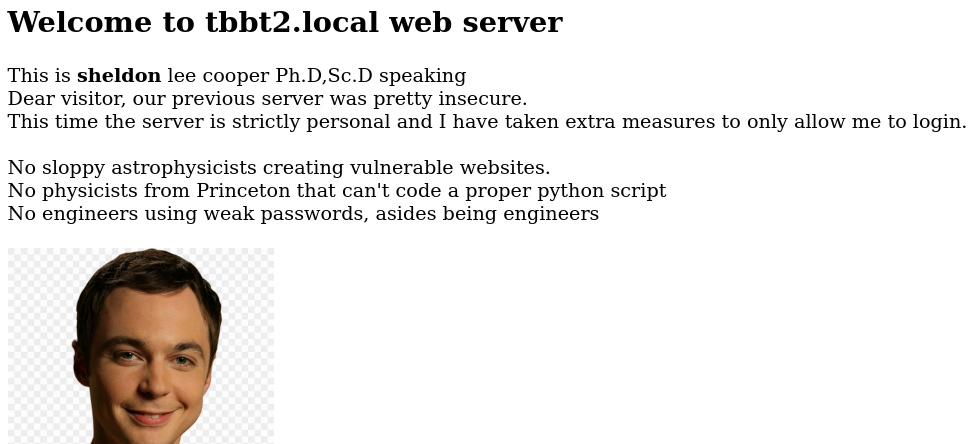 Welcome to tbbt2.local web server
This is sheldon lee cooper Ph.D,Sc.D speaking
Dear visitor, our previous server was pretty insecure.
This time the server is strictly personal and I have taken extra measures to only allow me to login.
No sloppy astrophysicists creating vulnerable websites.
No physicists from Princeton that can't code a proper python script
No engineers using weak passwords, asides being engineers